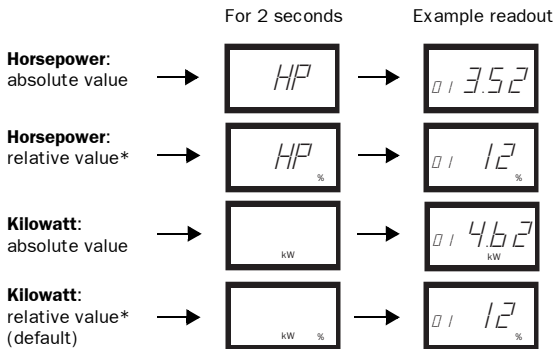 For 2 seconds Example readout
Horsepower:
absolute value
HP
01 3.52
Horsepower:
relative value*
HP
%
01 12
%
Kilowatt:
absolute value
kW
01 4.62
kW
Kilowatt:
relative value*
(default)
kW %
01 12
%